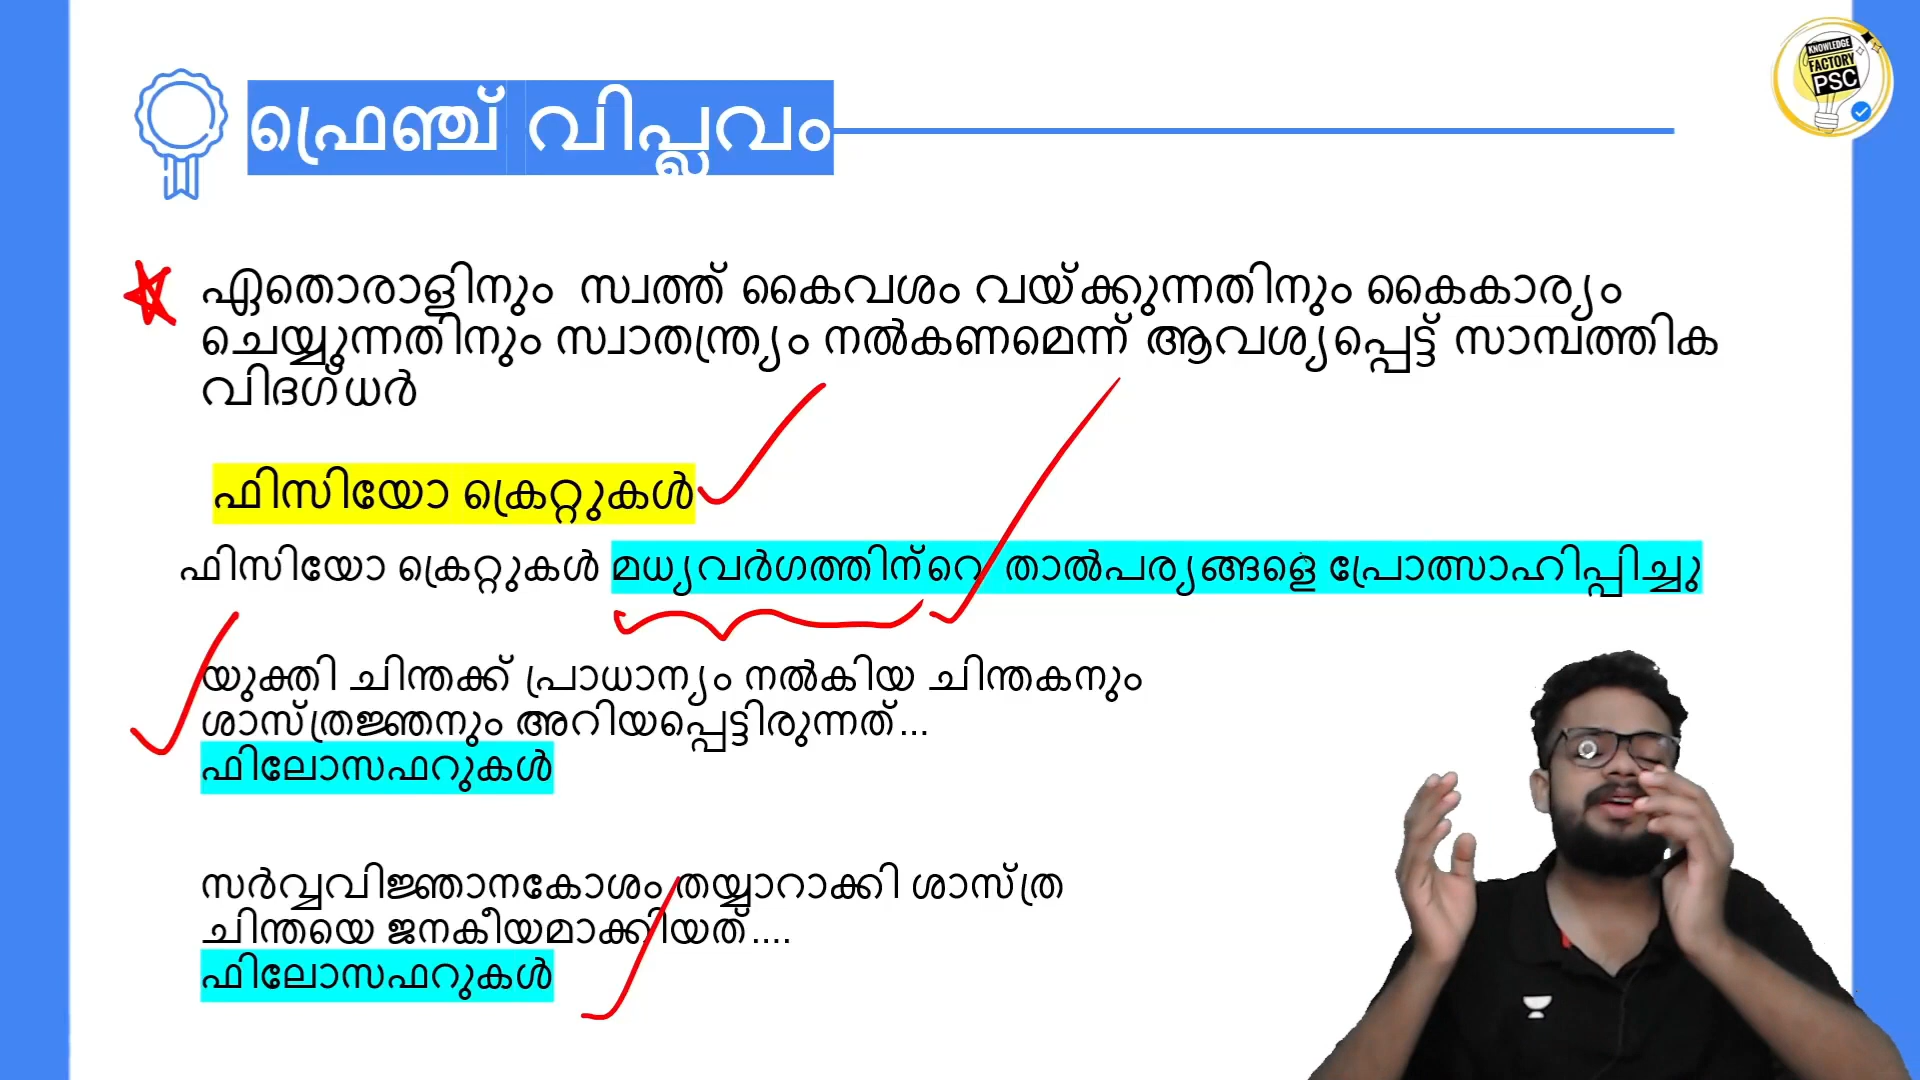 KNOWLEDGE
FACTORY
PSC
ഫ്രെഞ്ച് വിപ്ലവം
ഏതൊരാളിനും സ്വത്ത് കൈവശം വയ്ക്കുന്നതിനും കൈകാര്യം
ചെയ്യുന്നതിനും സ്വാതന്ത്ര്യം നൽകണമെന്ന് ആവശ്യപ്പെട്ട് സാമ്പത്തിക
വിദഗ്ധർ
ഫിസിയോ ക്രെറ്റുകൾ
ഫിസിയോ ക്രെറ്റുകൾ മധ്യവർഗത്തിന്റെ താൽപര്യങ്ങളെ പ്രോത്സാഹിപ്പിച്ചു
യുക്തി ചിന്തക്ക് പ്രാധാന്യം നൽകിയ ചിന്തകനും
ശാസ്ത്രജ്ഞനും അറിയപ്പെട്ടിരുന്നത്...
ഫിലോസഫറുകൾ
സർവ്വവിജ്ഞാനകോശം തയ്യാറാക്കി ശാസ്ത്ര
ചിന്തയെ ജനകീയമാക്കിയത്....
ഫിലോസഫറുകൾ